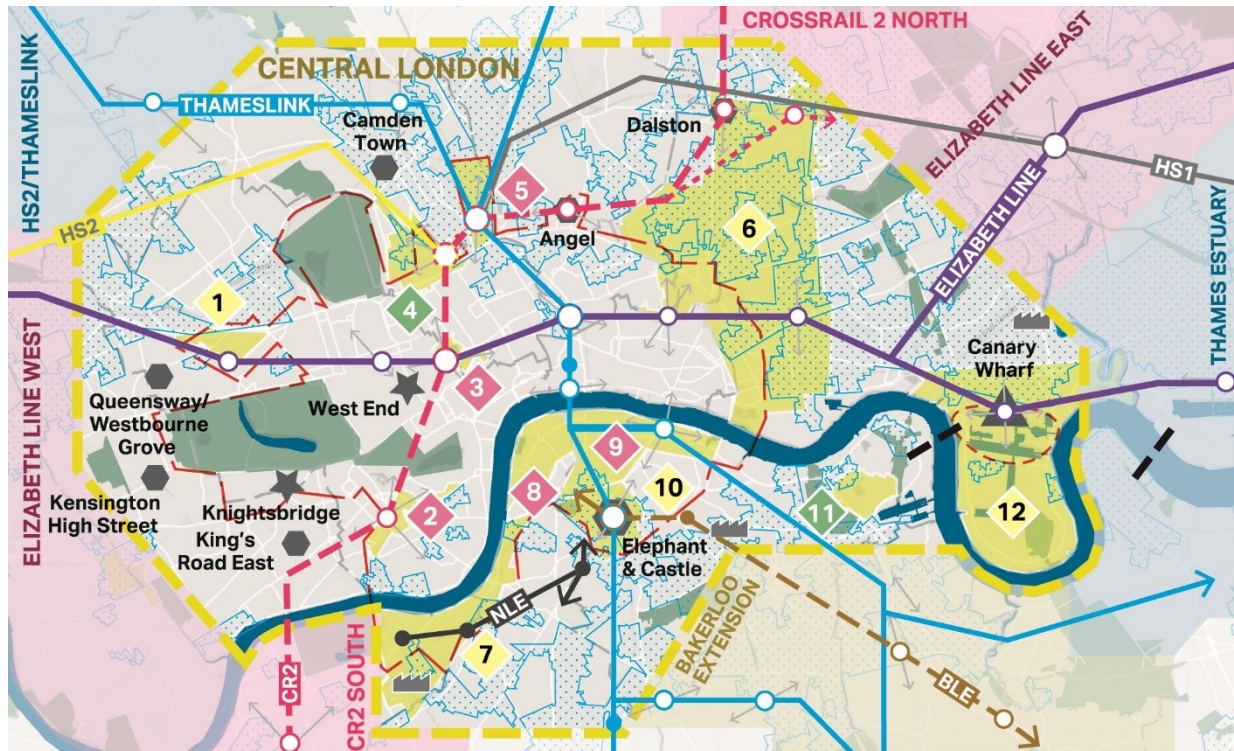 CROSSRAIL 2 NORTH
HS2/THAMESLINK
CENTRAL LONDON
ELIZABETH LINE EAST
THAMESLINK
Camden
Town
Dalston
HS1
5
Angel
6
HS2
ELIZABETH LINE
THAMES ESTUARY
1
4
Canary
Wharf
ELIZABETH LINE WEST
3
Queensway/
Westbourne
Grove
West End
9
Kensington
High Street
Knightsbridge
King's
Road East
2
8
10
11
12
Elephant
& Castle
NLE
7
BAKERLOO
EXTENSION
CR2
CR2 SOUTH
BLE